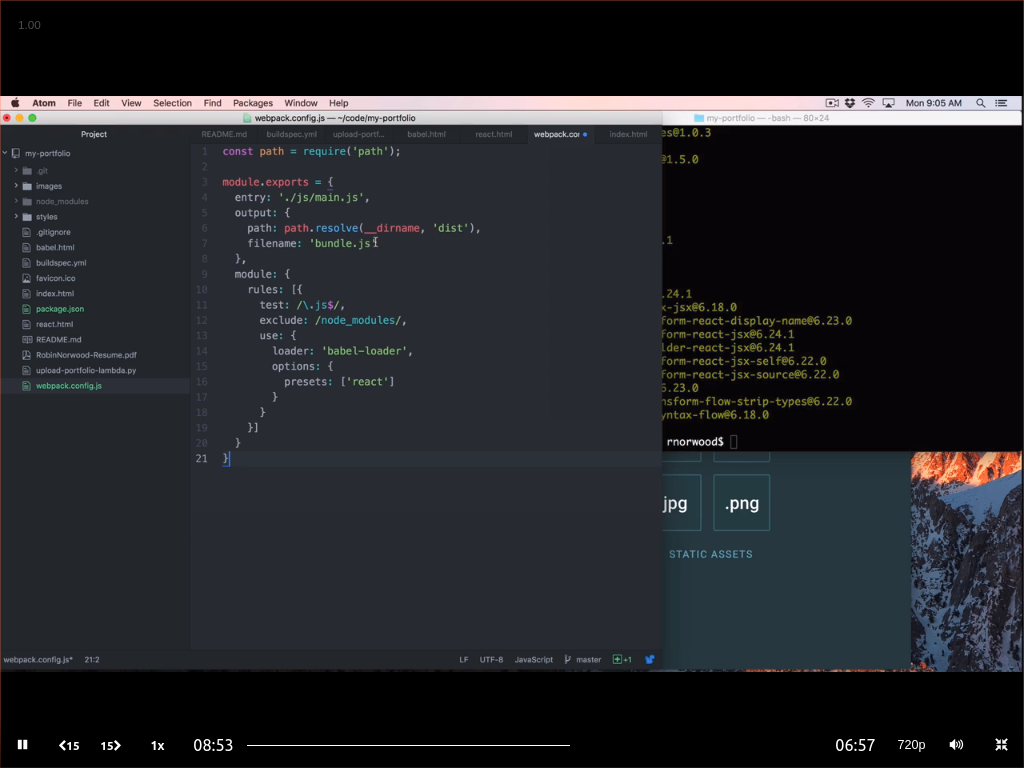 1.00
Atom File Edit View Selection Find Packages Window Help
Mon 9:05 AM
webpack.config.js — ~/code/my-portfolio
my-portfolio — -bash — 80×24
Project
README.md buildspec.yml upload-portf... babel.html react.html webpack.cor index.html
my-portfolio
.git
images
node_modules
styles
.gitignore
babel.html
buildspec.yml
favicon.ico
index.html
package.json
react.html
README.md
RobinNorwood-Resume.pdf
upload-portfolio-lambda.py
webpack.config.js
1 const path = require('path');
2
3 module.exports = {
4 entry: './js/main.js',
5 output: {
6 path: path.resolve(__dirname, 'dist'),
7 filename: 'bundle.js'
8 },
9 module: {
10 rules: [{
11 test: /\.js$/,
12 exclude: /node_modules/,
13 use: {
14 loader: 'babel-loader',
15 options: {
16 presets: ['react']
17 }
18 }
19 }]
20 }
21 }
es@1.0.3
@1.5.0
.1
.24.1
x-jsx@6.18.0
form-react-display-name@6.23.0
form-react-jsx@6.24.1
lder-react-jsx@6.24.1
form-react-jsx-self@6.22.0
form-react-jsx-source@6.22.0
6.23.0
nsform-flow-strip-types@6.22.0
yntax-flow@6.18.0
rnorwood$
jpg .png
STATIC ASSETS
webpack.config.js* 21:2 LF UTF-8 JavaScript master +1
15 15 1x 08:53 06:57 720p